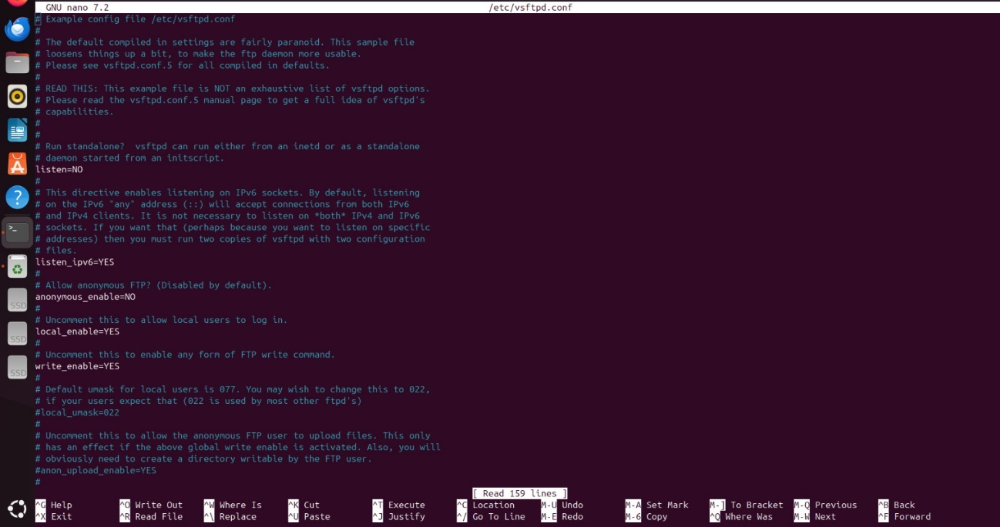 GNU nano 7.2 /etc/vsftpd.conf
# Example config file /etc/vsftpd.conf
#
# The default compiled in settings are fairly paranoid. This sample file
# loosens things up a bit, to make the ftp daemon more usable.
# Please see vsftpd.conf.5 for all compiled in defaults.
#
# READ THIS: This example file is NOT an exhaustive list of vsftpd options.
# Please read the vsftpd.conf.5 manual page to get a full idea of vsftpd's
# capabilities.
#
#
# Run standalone?  vsftpd can run either from an inetd or as a standalone
# daemon started from an initscript.
listen=NO
#
# This directive enables listening on IPv6 sockets. By default, listening
# on the IPv6 "any" address (::) will accept connections from both IPv6
# and IPv4 clients. It is not necessary to listen on *both* IPv4 and IPv6
# sockets. If you want that (perhaps because you want to listen on specific
# addresses) then you must run two copies of vsftpd with two configuration
# files.
listen_ipv6=YES
#
# Allow anonymous FTP? (Disabled by default).
anonymous_enable=NO
#
# Uncomment this to allow local users to log in.
local_enable=YES
#
# Uncomment this to enable any form of FTP write command.
write_enable=YES
#
# Default umask for local users is 077. You may wish to change this to 022,
# if your users expect that (022 is used by most other ftpd's)
#local_umask=022
#
# Uncomment this to allow the anonymous FTP user to upload files. This only
# has an effect if the above global write enable is activated. Also, you will
# obviously need to create a directory writable by the FTP user.
#anon_upload_enable=YES
#
[ Read 159 lines ]
^G Help ^O Write Out ^W Where Is ^K Cut ^T Execute ^C Location M-U Undo M-A Set Mark M-] To Bracket M-Q Previous ^B Back
^X Exit ^R Read File ^\ Replace ^U Paste ^J Justify ^/ Go To Line M-E Redo M-6 Copy ^Q Where Was M-W Next ^F Forward
SSD
SSD
SSD